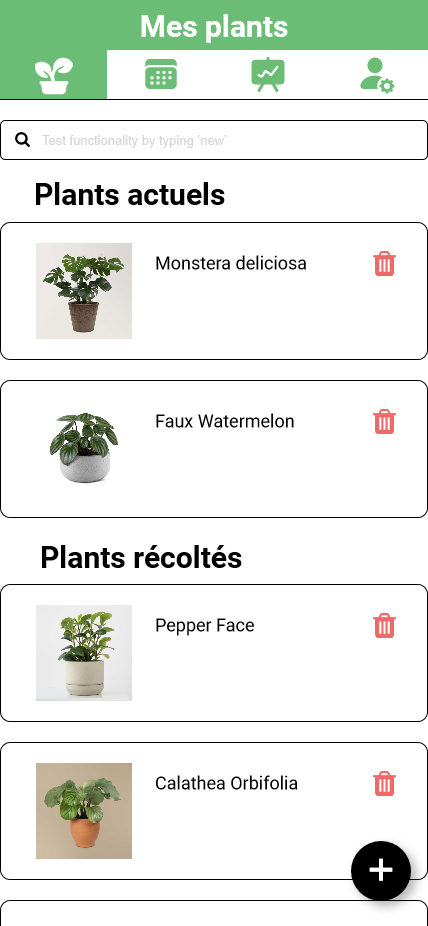 Mes plants
Test functionality by typing 'new'
Plants actuels
Monstera deliciosa
Faux Watermelon
Plants récoltés
Pepper Face
Calathea Orbifolia